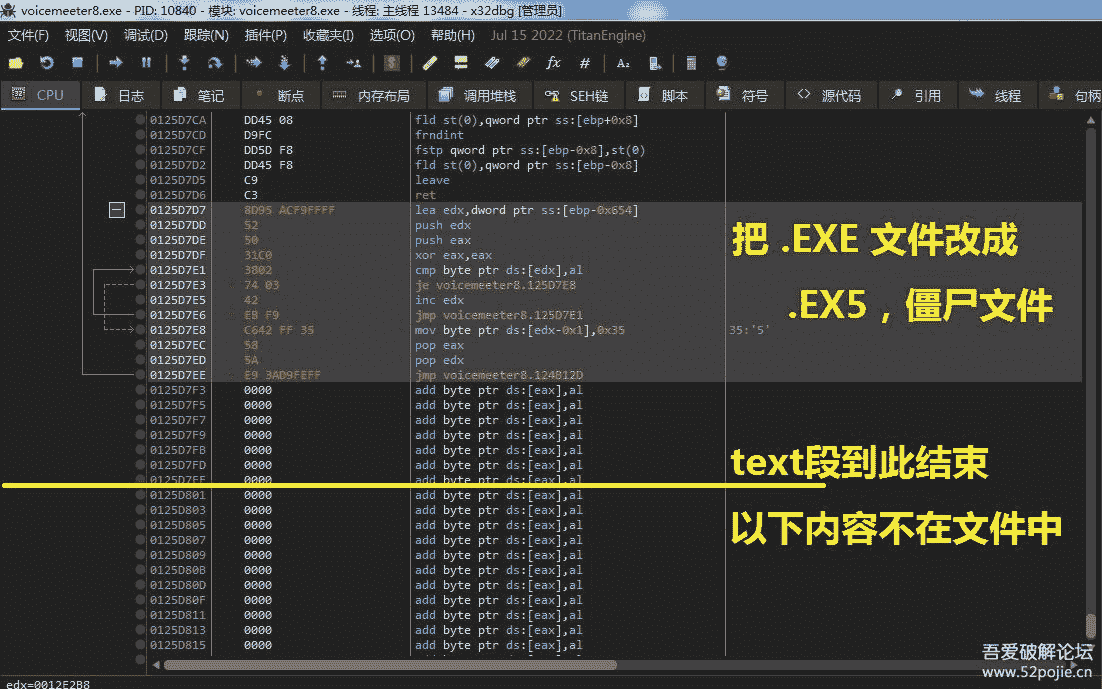 voicemeeter8.exe - PID: 10840 - 模块: voicemeeter8.exe - 线程: 主线程 13484 - x32dbg [管理员]
文件(F) 视图(V) 调试(D) 跟踪(N) 插件(P) 收藏夹(I) 选项(O) 帮助(H) Jul 15 2022 (TitanEngine)
CPU 日志 笔记 断点 内存布局 调用堆栈 SEH链 脚本 符号 源代码 引用 线程 句柄
0125D7CA DD45 08 fld st(0),qword ptr ss:[ebp+0x8]
0125D7CD D9FC frndint
0125D7CF DD5D F8 fstp qword ptr ss:[ebp-0x8],st(0)
0125D7D2 DD45 F8 fld st(0),qword ptr ss:[ebp-0x8]
0125D7D5 C9 leave
0125D7D6 C3 ret
0125D7D7 8D95 ACF9FFFF lea edx,dword ptr ss:[ebp-0x654]
0125D7DD 52 push edx
0125D7DE 50 push eax
0125D7DF 31C0 xor eax,eax
0125D7E1 3802 cmp byte ptr ds:[edx],al
0125D7E3 74 03 je voicemeeter8.125D7E8
0125D7E5 42 inc edx
0125D7E6 EB F9 jmp voicemeeter8.125D7E1
0125D7E8 C642 FF 35 mov byte ptr ds:[edx-0x1],0x35 35:'5'
0125D7EC 58 pop eax
0125D7ED 5A pop edx
0125D7EE E9 3AD9FEFF jmp voicemeeter8.124B12D
0125D7F3 0000 add byte ptr ds:[eax],al
0125D7F5 0000 add byte ptr ds:[eax],al
0125D7F7 0000 add byte ptr ds:[eax],al
0125D7F9 0000 add byte ptr ds:[eax],al
0125D7FB 0000 add byte ptr ds:[eax],al
0125D7FD 0000 add byte ptr ds:[eax],al
0125D7FF 0000 add byte ptr ds:[eax],al
0125D801 0000 add byte ptr ds:[eax],al
0125D803 0000 add byte ptr ds:[eax],al
0125D805 0000 add byte ptr ds:[eax],al
0125D807 0000 add byte ptr ds:[eax],al
0125D809 0000 add byte ptr ds:[eax],al
0125D80B 0000 add byte ptr ds:[eax],al
0125D80D 0000 add byte ptr ds:[eax],al
0125D80F 0000 add byte ptr ds:[eax],al
0125D811 0000 add byte ptr ds:[eax],al
0125D813 0000 add byte ptr ds:[eax],al
0125D815 0000 add byte ptr ds:[eax],al
把 .EXE 文件改成
.EX5，僵尸文件
text段到此结束
以下内容不在文件中
吾爱破解论坛
www.52pojie.cn
edx=0012E2B8